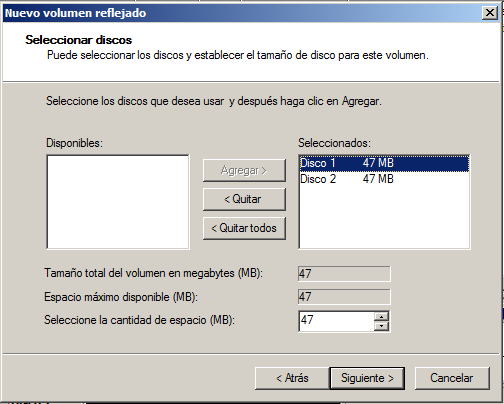 Nuevo volumen reflejado
Seleccionar discos
Puede seleccionar los discos y establecer el tamaño de disco para este volumen.
Seleccione los discos que desea usar y después haga clic en Agregar.
Disponibles:
Seleccionados:
Agregar >
< Quitar
< Quitar todos
Disco 1 47 MB
Disco 2 47 MB
Tamaño total del volumen en megabytes (MB): 47
Espacio máximo disponible (MB): 47
Seleccione la cantidad de espacio (MB): 47
< Atrás
Siguiente >
Cancelar